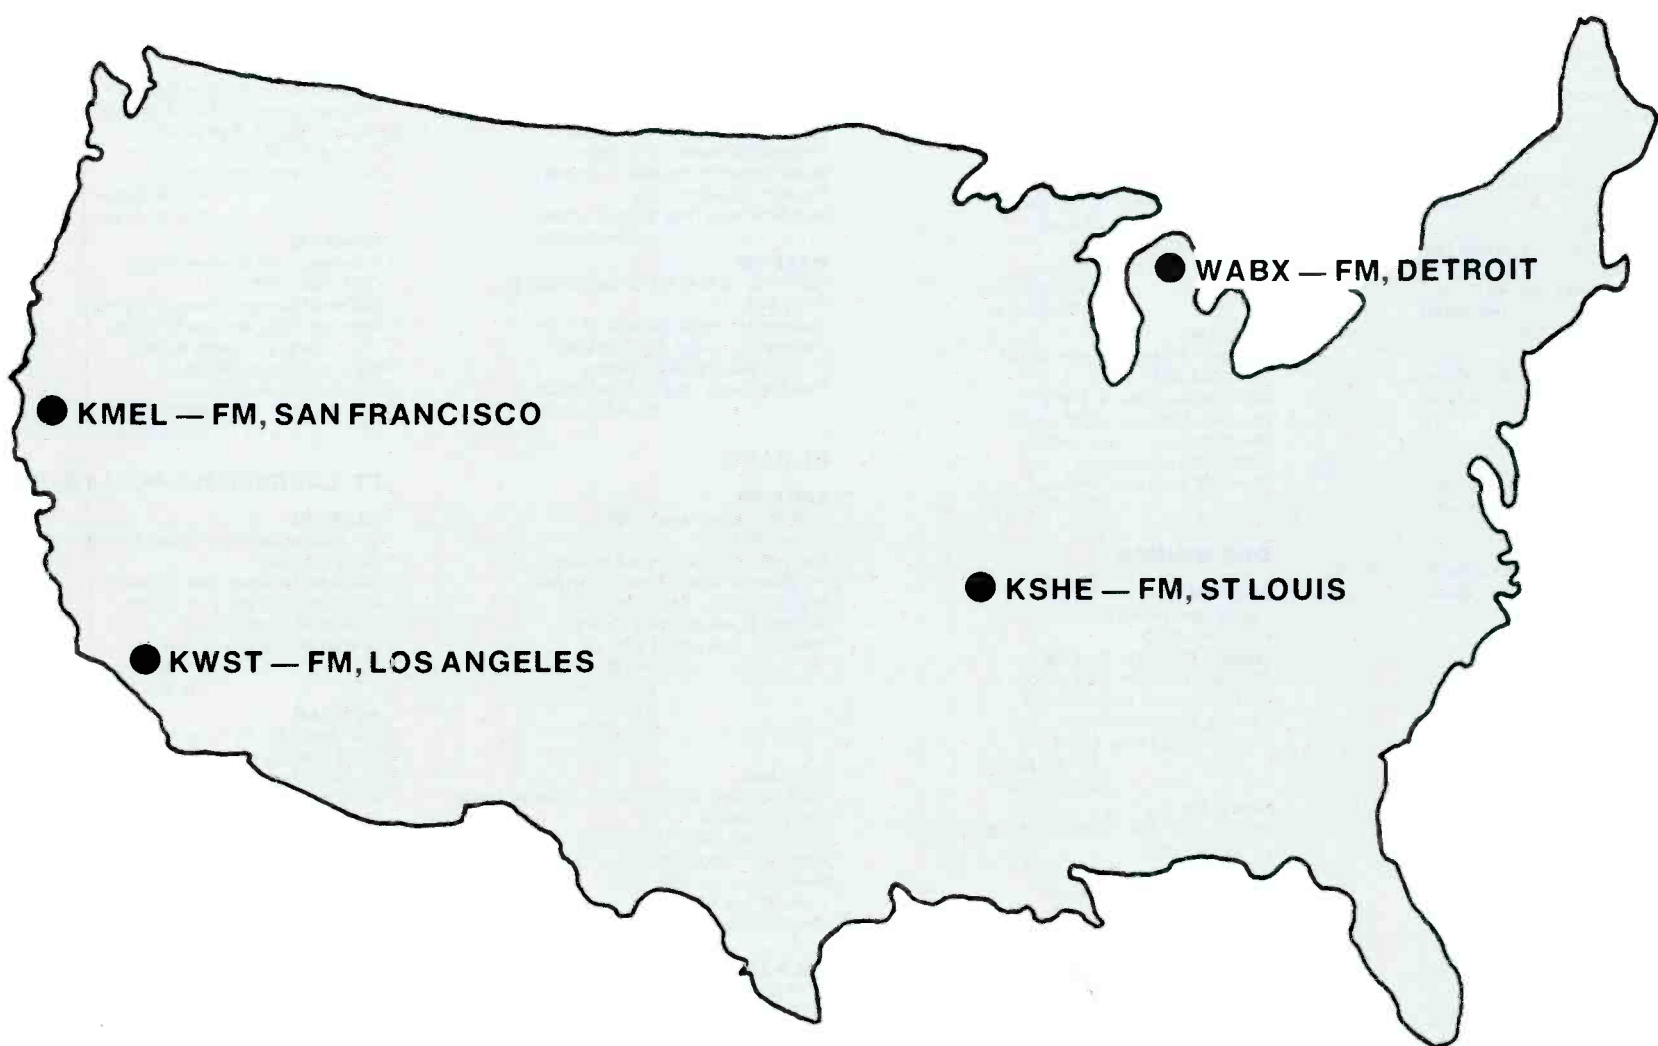 WABX — FM, DETROIT
KMEL — FM, SAN FRANCISCO
KSHE — FM, ST LOUIS
KWST — FM, LOS ANGELES